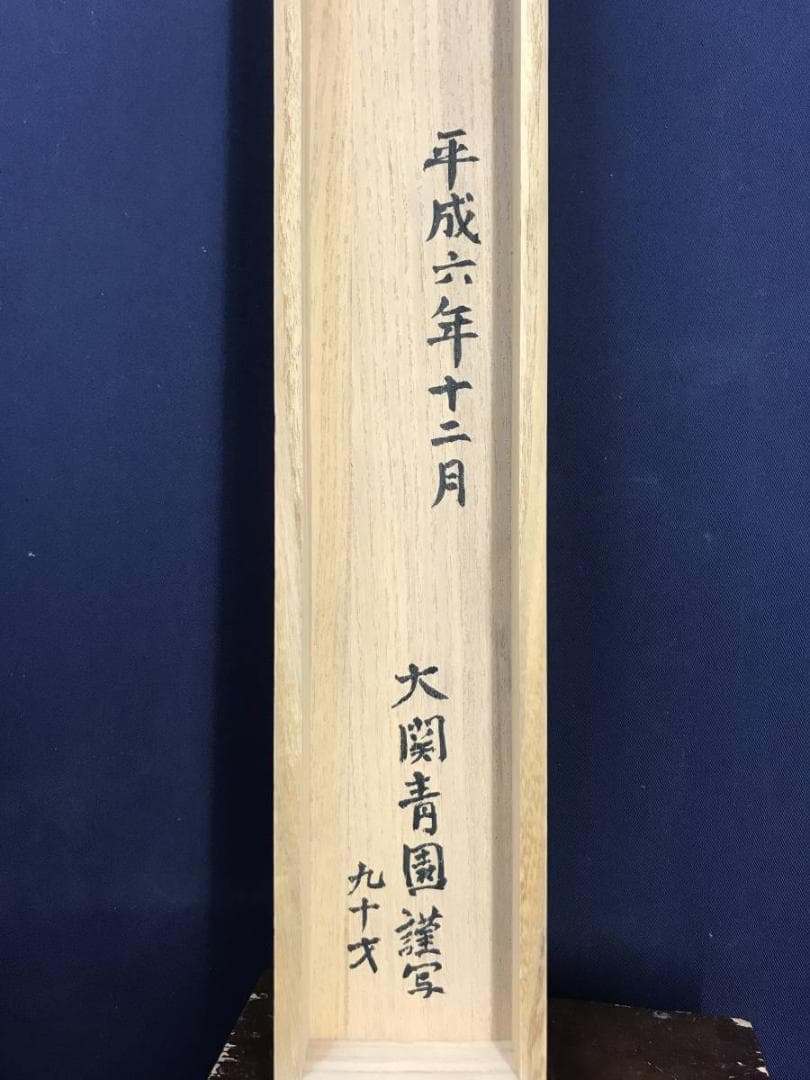 平成六年十二月
大関青園謹写
九十才